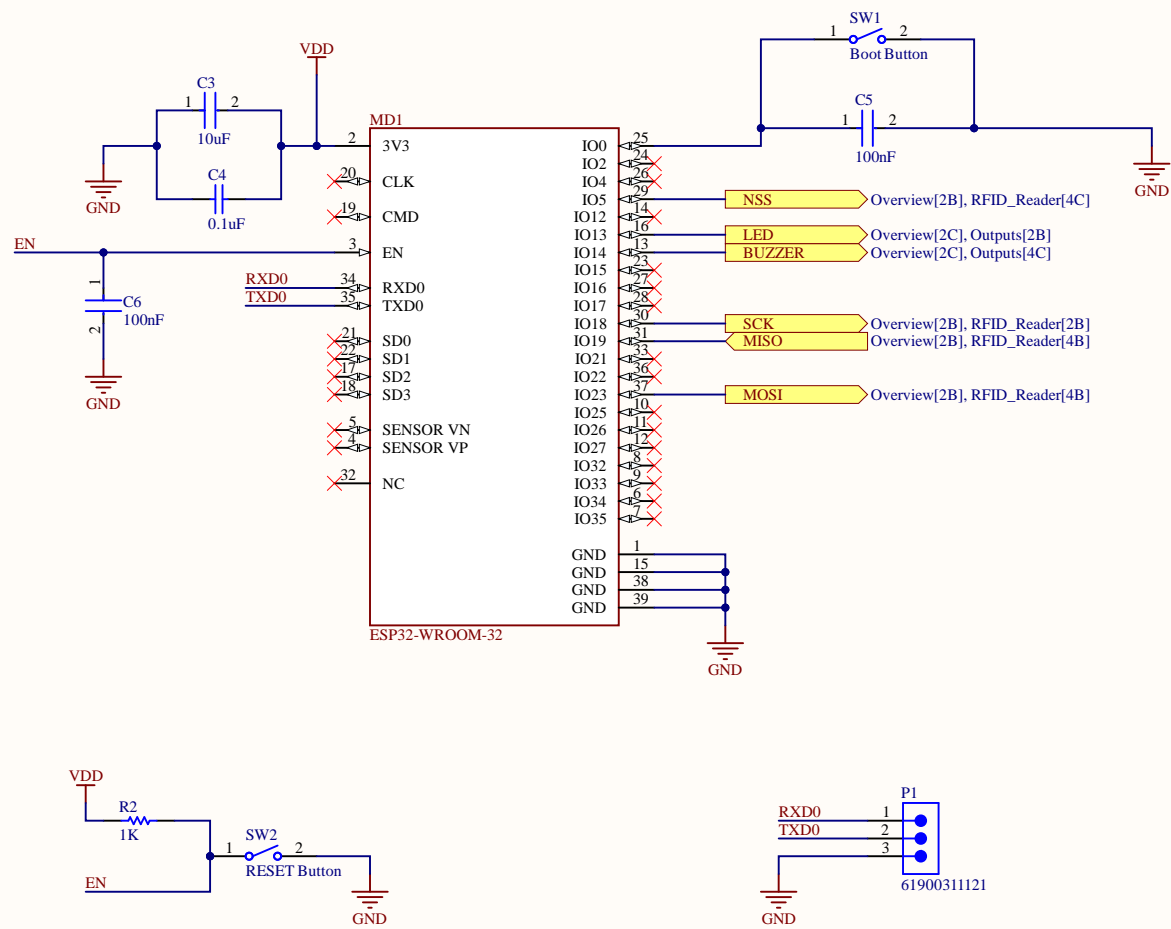 SW1
1 2
Boot Button
VDD
C3
1 2
10uF
C5
1 2
100nF
GND
MD1
2 3V3
IO0 25
IO2 24
20 CLK
IO4 26
C4
0.1uF
GND
IO5 29
NSS Overview[2B], RFID_Reader[4C]
19 CMD
IO12 14
IO13 16
LED Overview[2C], Outputs[2B]
EN
3 EN
IO14 13
BUZZER Overview[2C], Outputs[4C]
IO15 23
RXD0 34 RXD0
IO16 27
TXD0 35 TXD0
IO17 28
1
C6
100nF
2
GND
IO18 30
SCK Overview[2B], RFID_Reader[2B]
21 SD0
IO19 31
MISO Overview[2B], RFID_Reader[4B]
22 SD1
IO21 33
17 SD2
IO22 36
18 SD3
IO23 37
MOSI Overview[2B], RFID_Reader[4B]
IO25 10
5 SENSOR VN
IO26 11
4 SENSOR VP
IO27 12
IO32 8
32 NC
IO33 9
IO34 6
IO35 7
GND 1
GND 15
GND 38
GND 39
ESP32-WROOM-32
GND
VDD
R2
1K
SW2
1 2
RESET Button
EN
GND
P1
RXD0 1
TXD0 2
3
61900311121
GND